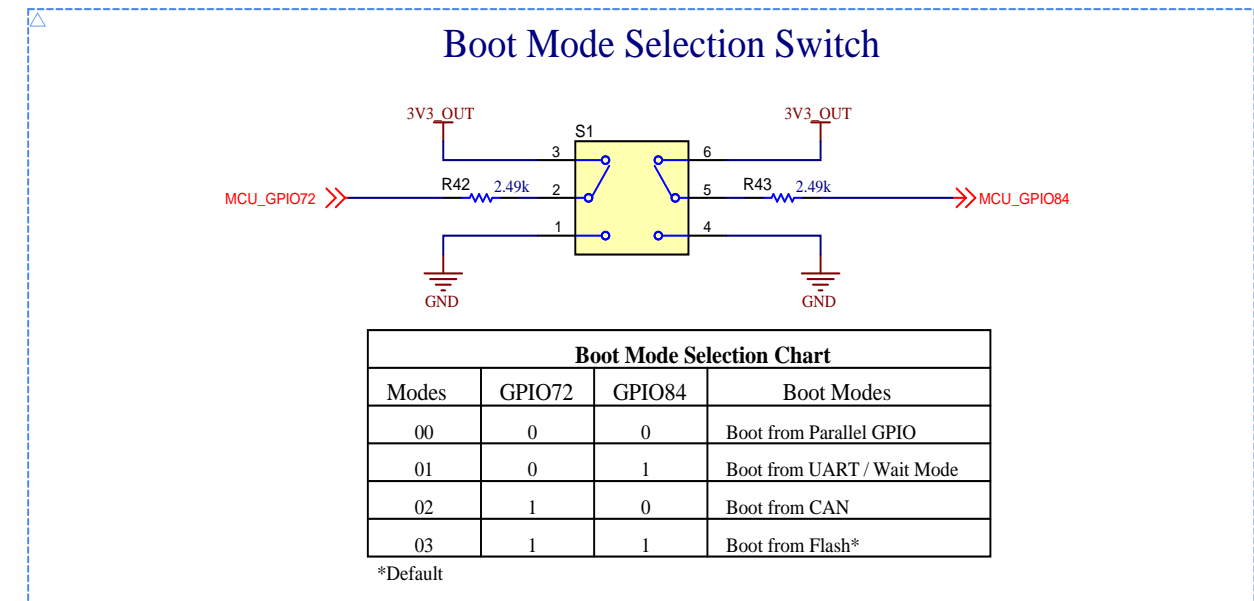 Boot Mode Selection Switch
3V3_OUT 3V3_OUT
S1
3 6
MCU_GPIO72 R42 2.49k 2 5 R43 2.49k MCU_GPIO84
1 4
GND GND
Boot Mode Selection Chart
Modes GPIO72 GPIO84 Boot Modes
00 0 0 Boot from Parallel GPIO
01 0 1 Boot from UART / Wait Mode
02 1 0 Boot from CAN
03 1 1 Boot from Flash*
*Default